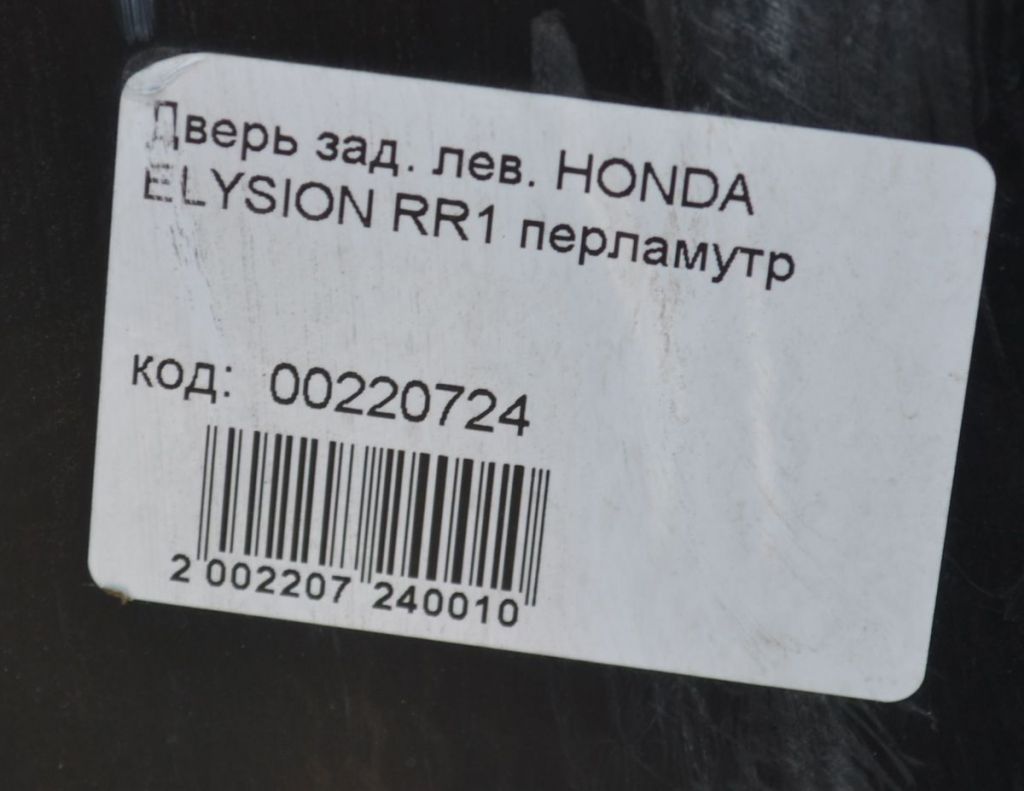 Дверь зад. лев. HONDA
ELYSION RR1 перламутр
код: 00220724
2 002207 240010